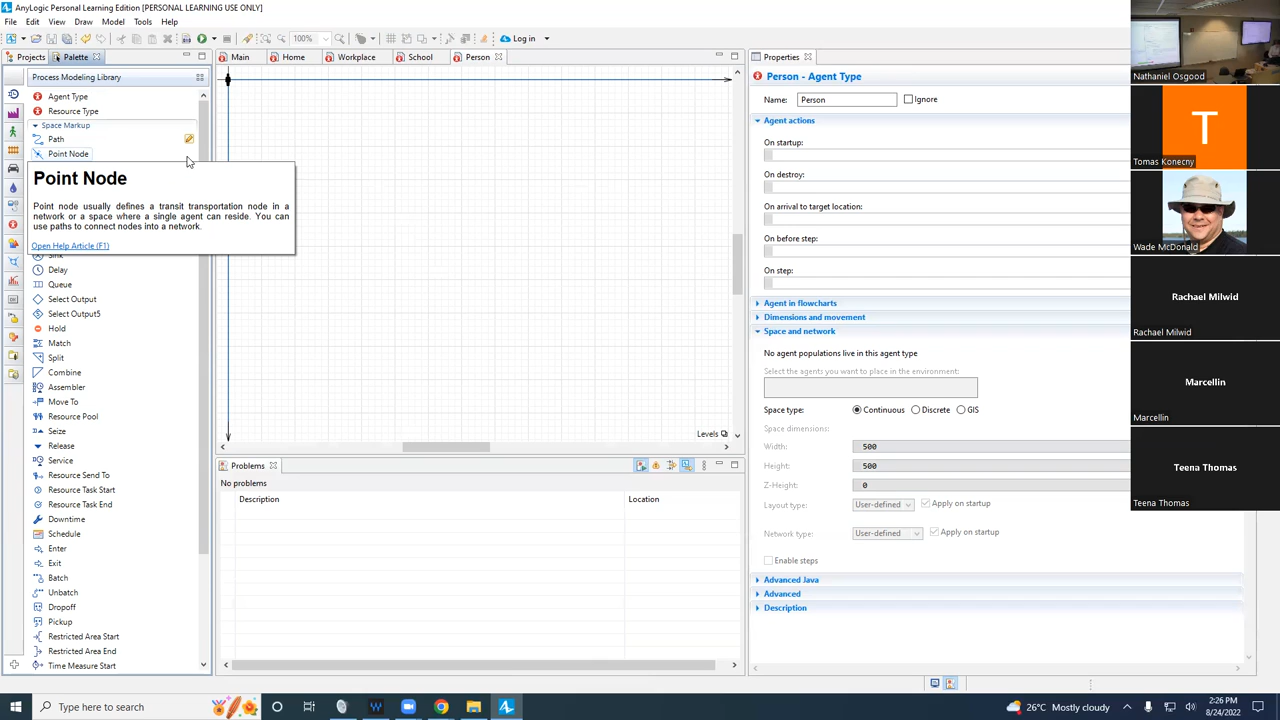 AnyLogic Personal Learning Edition [PERSONAL LEARNING USE ONLY]
File Edit View Draw Model Tools Help
100% Log in
Projects Palette Main Home Workplace School Person Properties
Process Modeling Library
Agent Type
Resource Type
Space Markup
Path
Point Node
Point Node
Point node usually defines a transit transportation node in a
network or a space where a single agent can reside. You can
use paths to connect nodes into a network.
Open Help Article (F1)
Sink
Delay
Queue
Select Output
Select Output5
Hold
Match
Split
Combine
Assembler
Move To
Resource Pool
Seize
Release
Service
Resource Send To
Resource Task Start
Resource Task End
Downtime
Schedule
Enter
Exit
Batch
Unbatch
Dropoff
Pickup
Restricted Area Start
Restricted Area End
Time Measure Start
Levels
Problems
No problems
Description Location
Person - Agent Type
Name: Person Ignore
Agent actions
On startup:
On destroy:
On arrival to target location:
On before step:
On step:
Agent in flowcharts
Dimensions and movement
Space and network
No agent populations live in this agent type
Select the agents you want to place in the environment:
Space type: Continuous Discrete GIS
Space dimensions:
Width: 500
Height: 500
Z-Height: 0
Layout type: User-defined Apply on startup
Network type: User-defined Apply on startup
Enable steps
Advanced Java
Advanced
Description
Nathaniel Osgood
T
Tomas Konecny
Wade McDonald
Rachael Milwid
Rachael Milwid
Marcellin
Marcellin
Teena Thomas
Teena Thomas
Type here to search
26°C Mostly cloudy
2:26 PM
8/24/2022